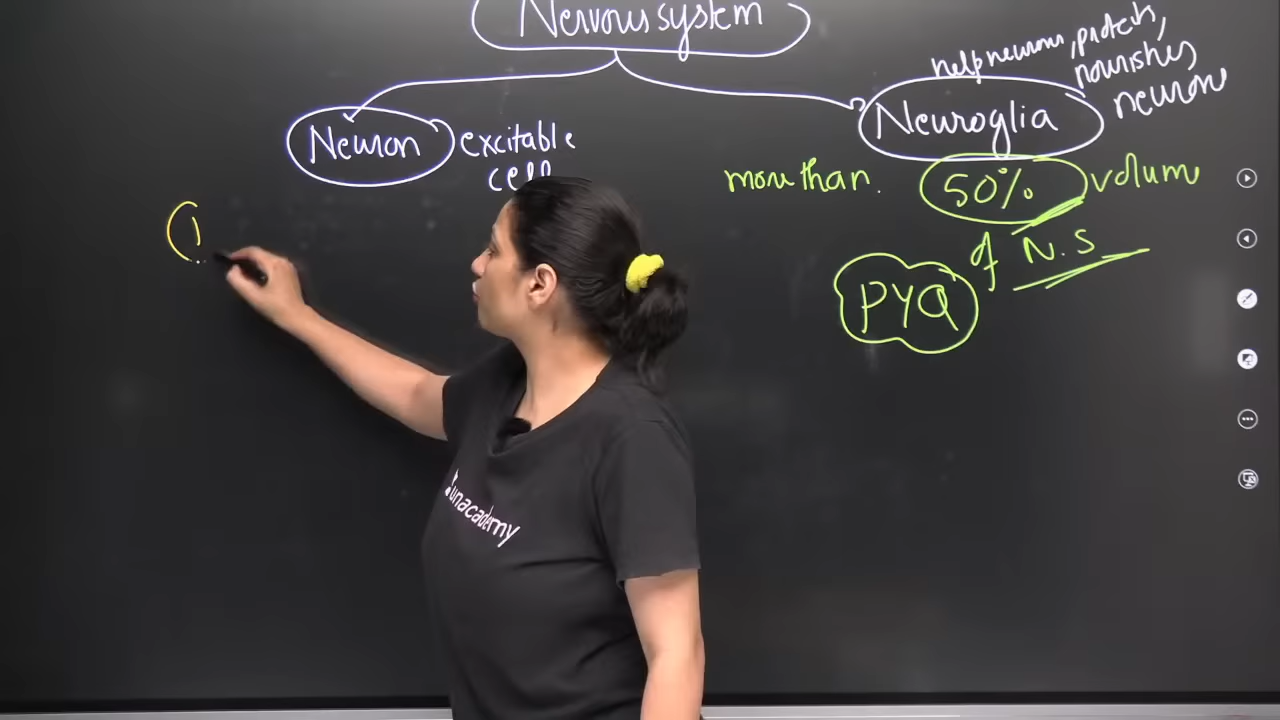 Nervous system
help neurons, protects,
nourishes,
neurons
Neuron
excitable
cell
Neuroglia
more than.
50%
volume
of N.S
PYQ
1
unacademy